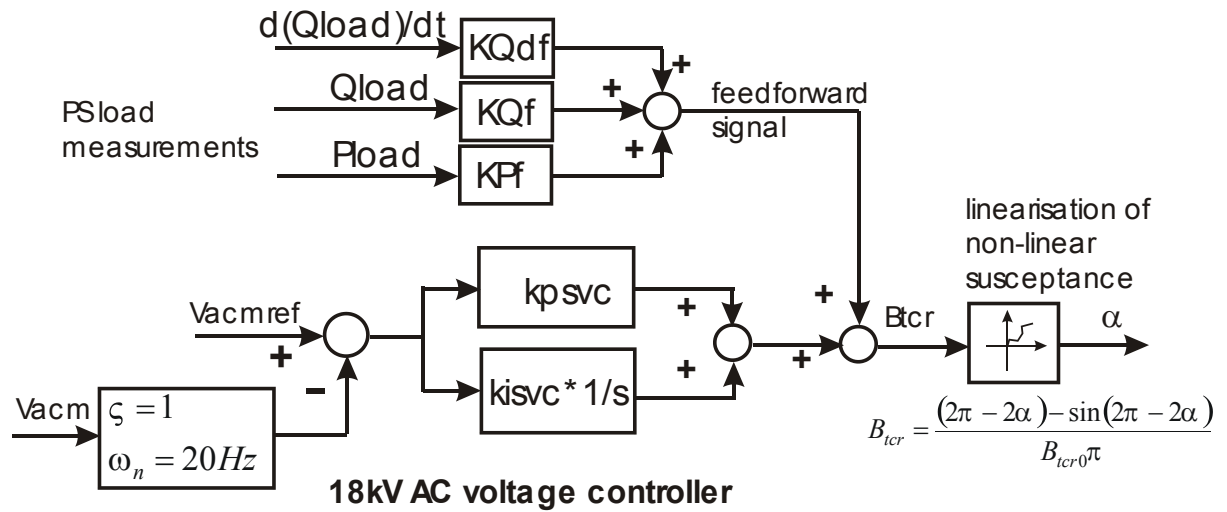 d(Qload)/dt
KQdf
+
Qload
KQf
+
feedforward
signal
PSload
measurements
Pload
KPf
+
linearisation of
non-linear
susceptance
kpsvc
+
+
Vacmref
+
Btcr
α
+
+
−
kisvc* 1/s
Vacm
ς = 1
ωn = 20Hz
Btcr = (2π − 2α) − sin(2π − 2α) / Btcr0π
18kV AC voltage controller